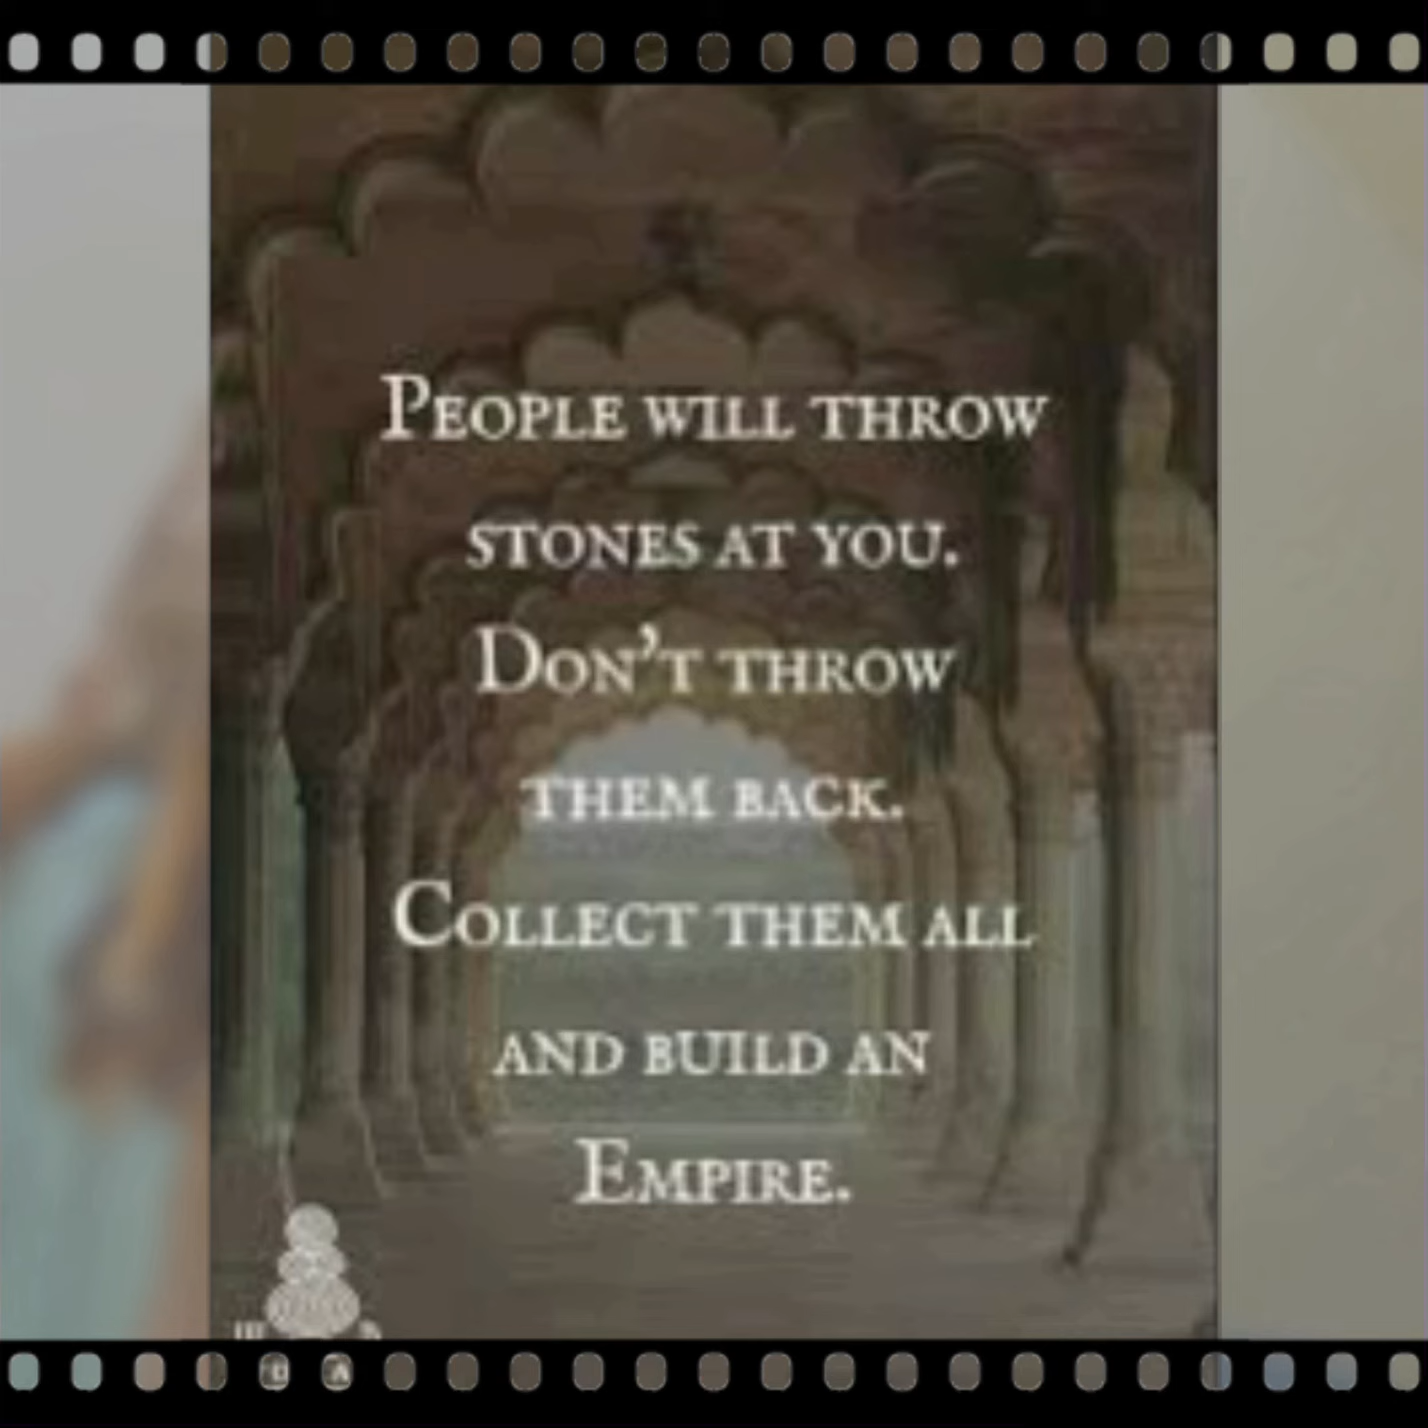 People will throw
stones at you.
Don't throw
them back.
Collect them all
and build an
Empire.